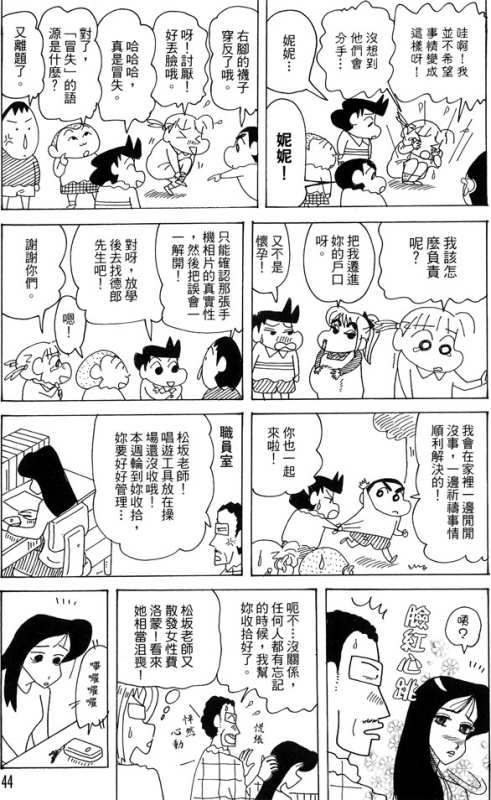 哇啊！我
並不希望
事情變成
這樣呀！
沒想到
他們會
分手…
妮妮…
妮妮！
右腳的襪子
穿反了哦。
呀！討厭！
好丟臉哦。
哈哈哈，
真是冒失。
對了，
「冒失」的語
源是什麼？
又離題了。
我該怎
麼負責
呢？
把我遷進
妳的戶口
呀。
又不是
懷孕！
只能確認那張手
機相片的真實性
，然後把誤會一
一解開！
對呀，放學
後去找德郎
先生吧！
嗯！
謝謝你們。
我會在家裡一邊閒閒
沒事，一邊祈禱事情
順利解決的！
你也一起
來啦！
職員室
松坂老師！
唱遊工具放在操
場還沒收哦！
本週輪到妳收拾，
妳要好好管理…
唔？
臉紅心跳
呃不…沒關係，
任何人都有忘記
的時候，我幫
妳收拾好了。
怦然
心動
松坂老師又
散發女性費
洛蒙！看來
她相當沮喪！
44